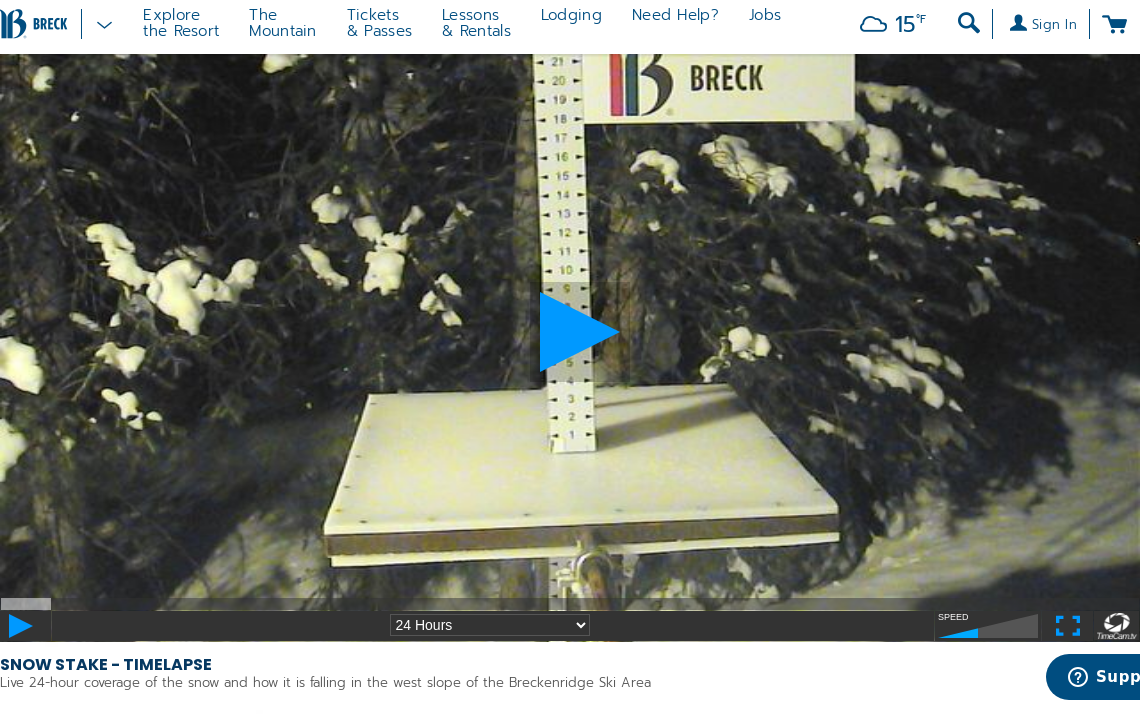 B BRECK
Explore
the Resort
The
Mountain
Tickets
& Passes
Lessons
& Rentals
Lodging
Need Help?
Jobs
15°F
Sign In
B BRECK
®
21
20
19
18
17
16
15
14
13
12
11
10
9
5
4
3
2
1
24 Hours
SPEED
TimeCam.tv
SNOW STAKE - TIMELAPSE
Live 24-hour coverage of the snow and how it is falling in the west slope of the Breckenridge Ski Area
Supp